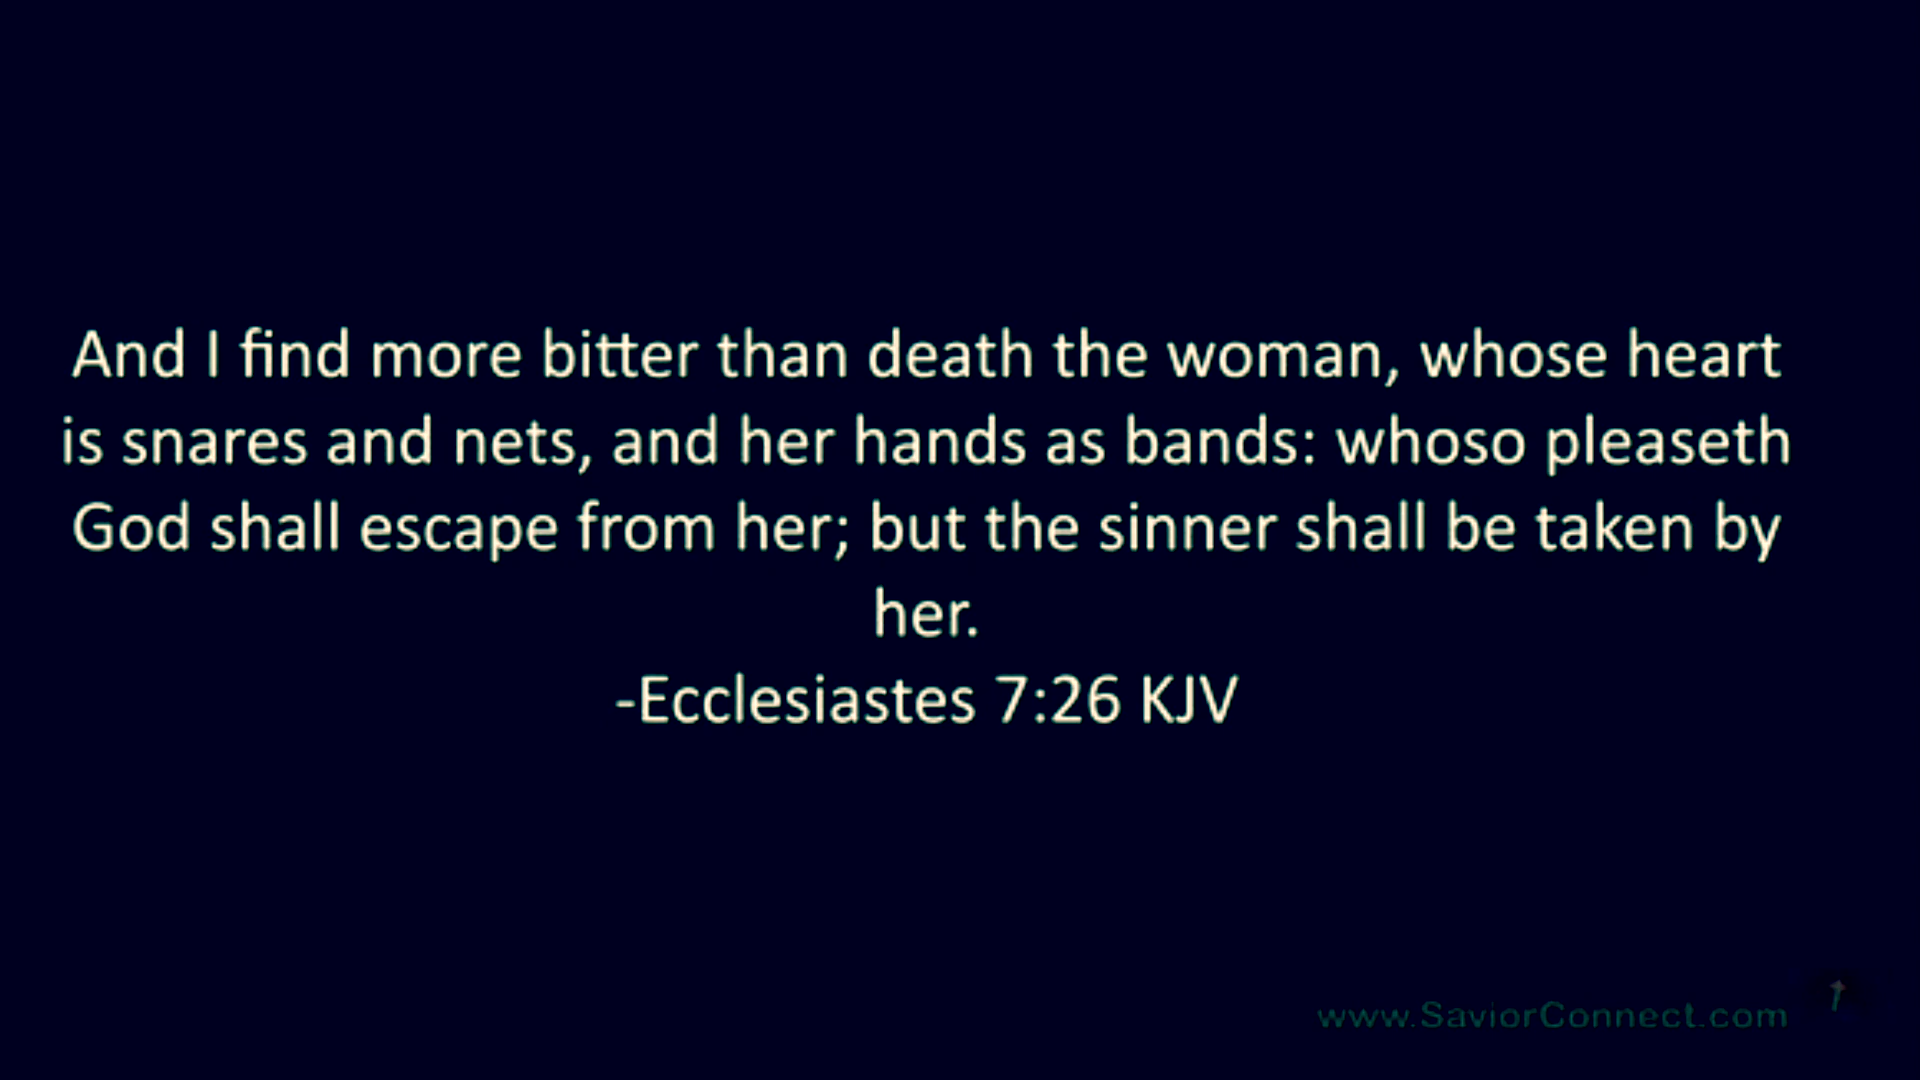 And I find more bitter than death the woman, whose heart
is snares and nets, and her hands as bands: whoso pleaseth
God shall escape from her; but the sinner shall be taken by
her.
-Ecclesiastes 7:26 KJV
www.SaviorConnect.com